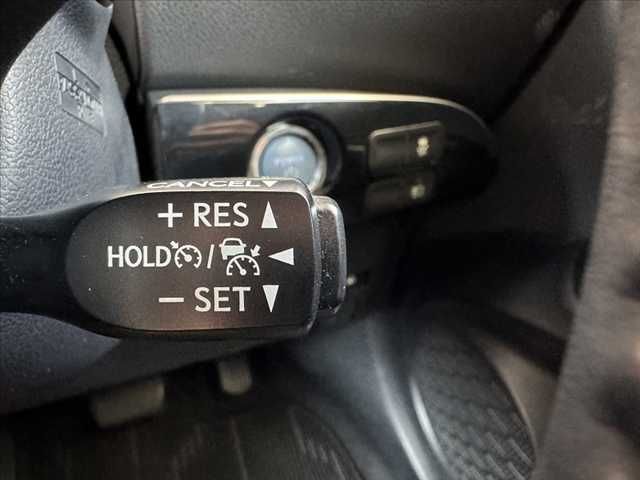 CANCEL▼
+ RES ▲
HOLD / ◄
− SET ▼